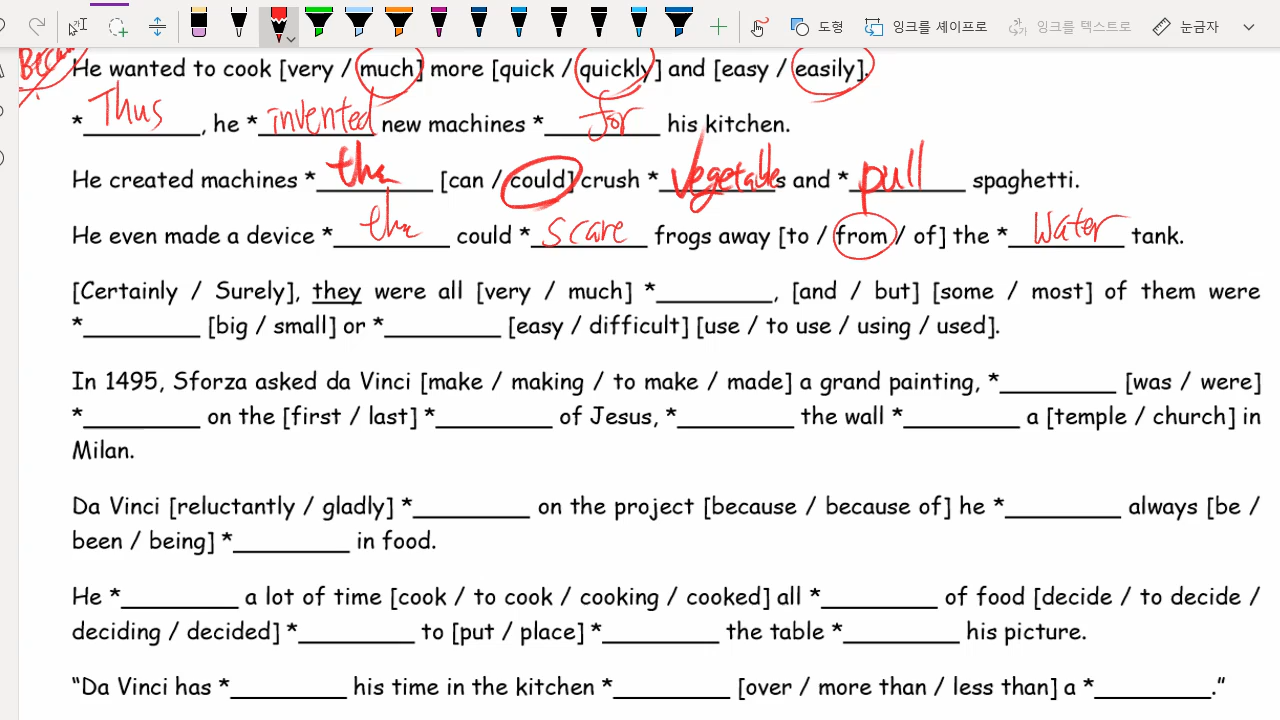 도형 잉크를 셰이프로 잉크를 텍스트로 눈금자
He wanted to cook [very / much] more [quick / quickly] and [easy / easily].
*Thus, he *invented new machines *for his kitchen.
He created machines *tha [can / could] crush *vegetables and *pull spaghetti.
He even made a device *tha could *scare frogs away [to / from / of] the *water tank.
[Certainly / Surely], they were all [very / much] *_________, [and / but] [some / most] of them were
*_________ [big / small] or *_________ [easy / difficult] [use / to use / using / used].
In 1495, Sforza asked da Vinci [make / making / to make / made] a grand painting, *_________ [was / were]
*_________ on the [first / last] *_________ of Jesus, *_________ the wall *_________ a [temple / church] in
Milan.
Da Vinci [reluctantly / gladly] *_________ on the project [because / because of] he *_________ always [be /
been / being] *_________ in food.
He *_________ a lot of time [cook / to cook / cooking / cooked] all *_________ of food [decide / to decide /
deciding / decided] *_________ to [put / place] *_________ the table *_________ his picture.
“Da Vinci has *_________ his time in the kitchen *_________ [over / more than / less than] a *_________.”